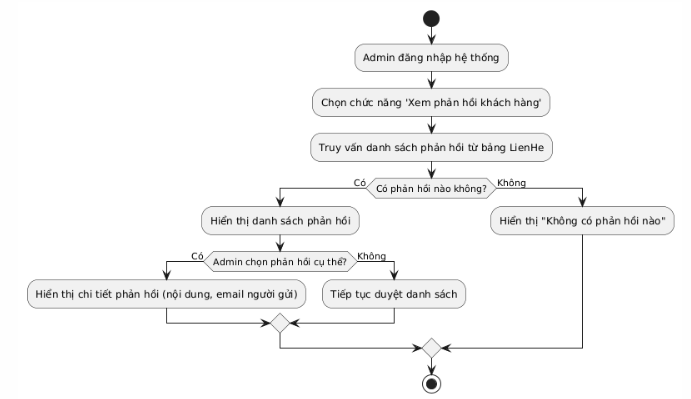 Admin đăng nhập hệ thống
Chọn chức năng 'Xem phản hồi khách hàng'
Truy vấn danh sách phản hồi từ bảng LienHe
Có Có phản hồi nào không? Không
Hiển thị danh sách phản hồi
Hiển thị "Không có phản hồi nào"
Có Admin chọn phản hồi cụ thể? Không
Hiển thị chi tiết phản hồi (nội dung, email người gửi)
Tiếp tục duyệt danh sách